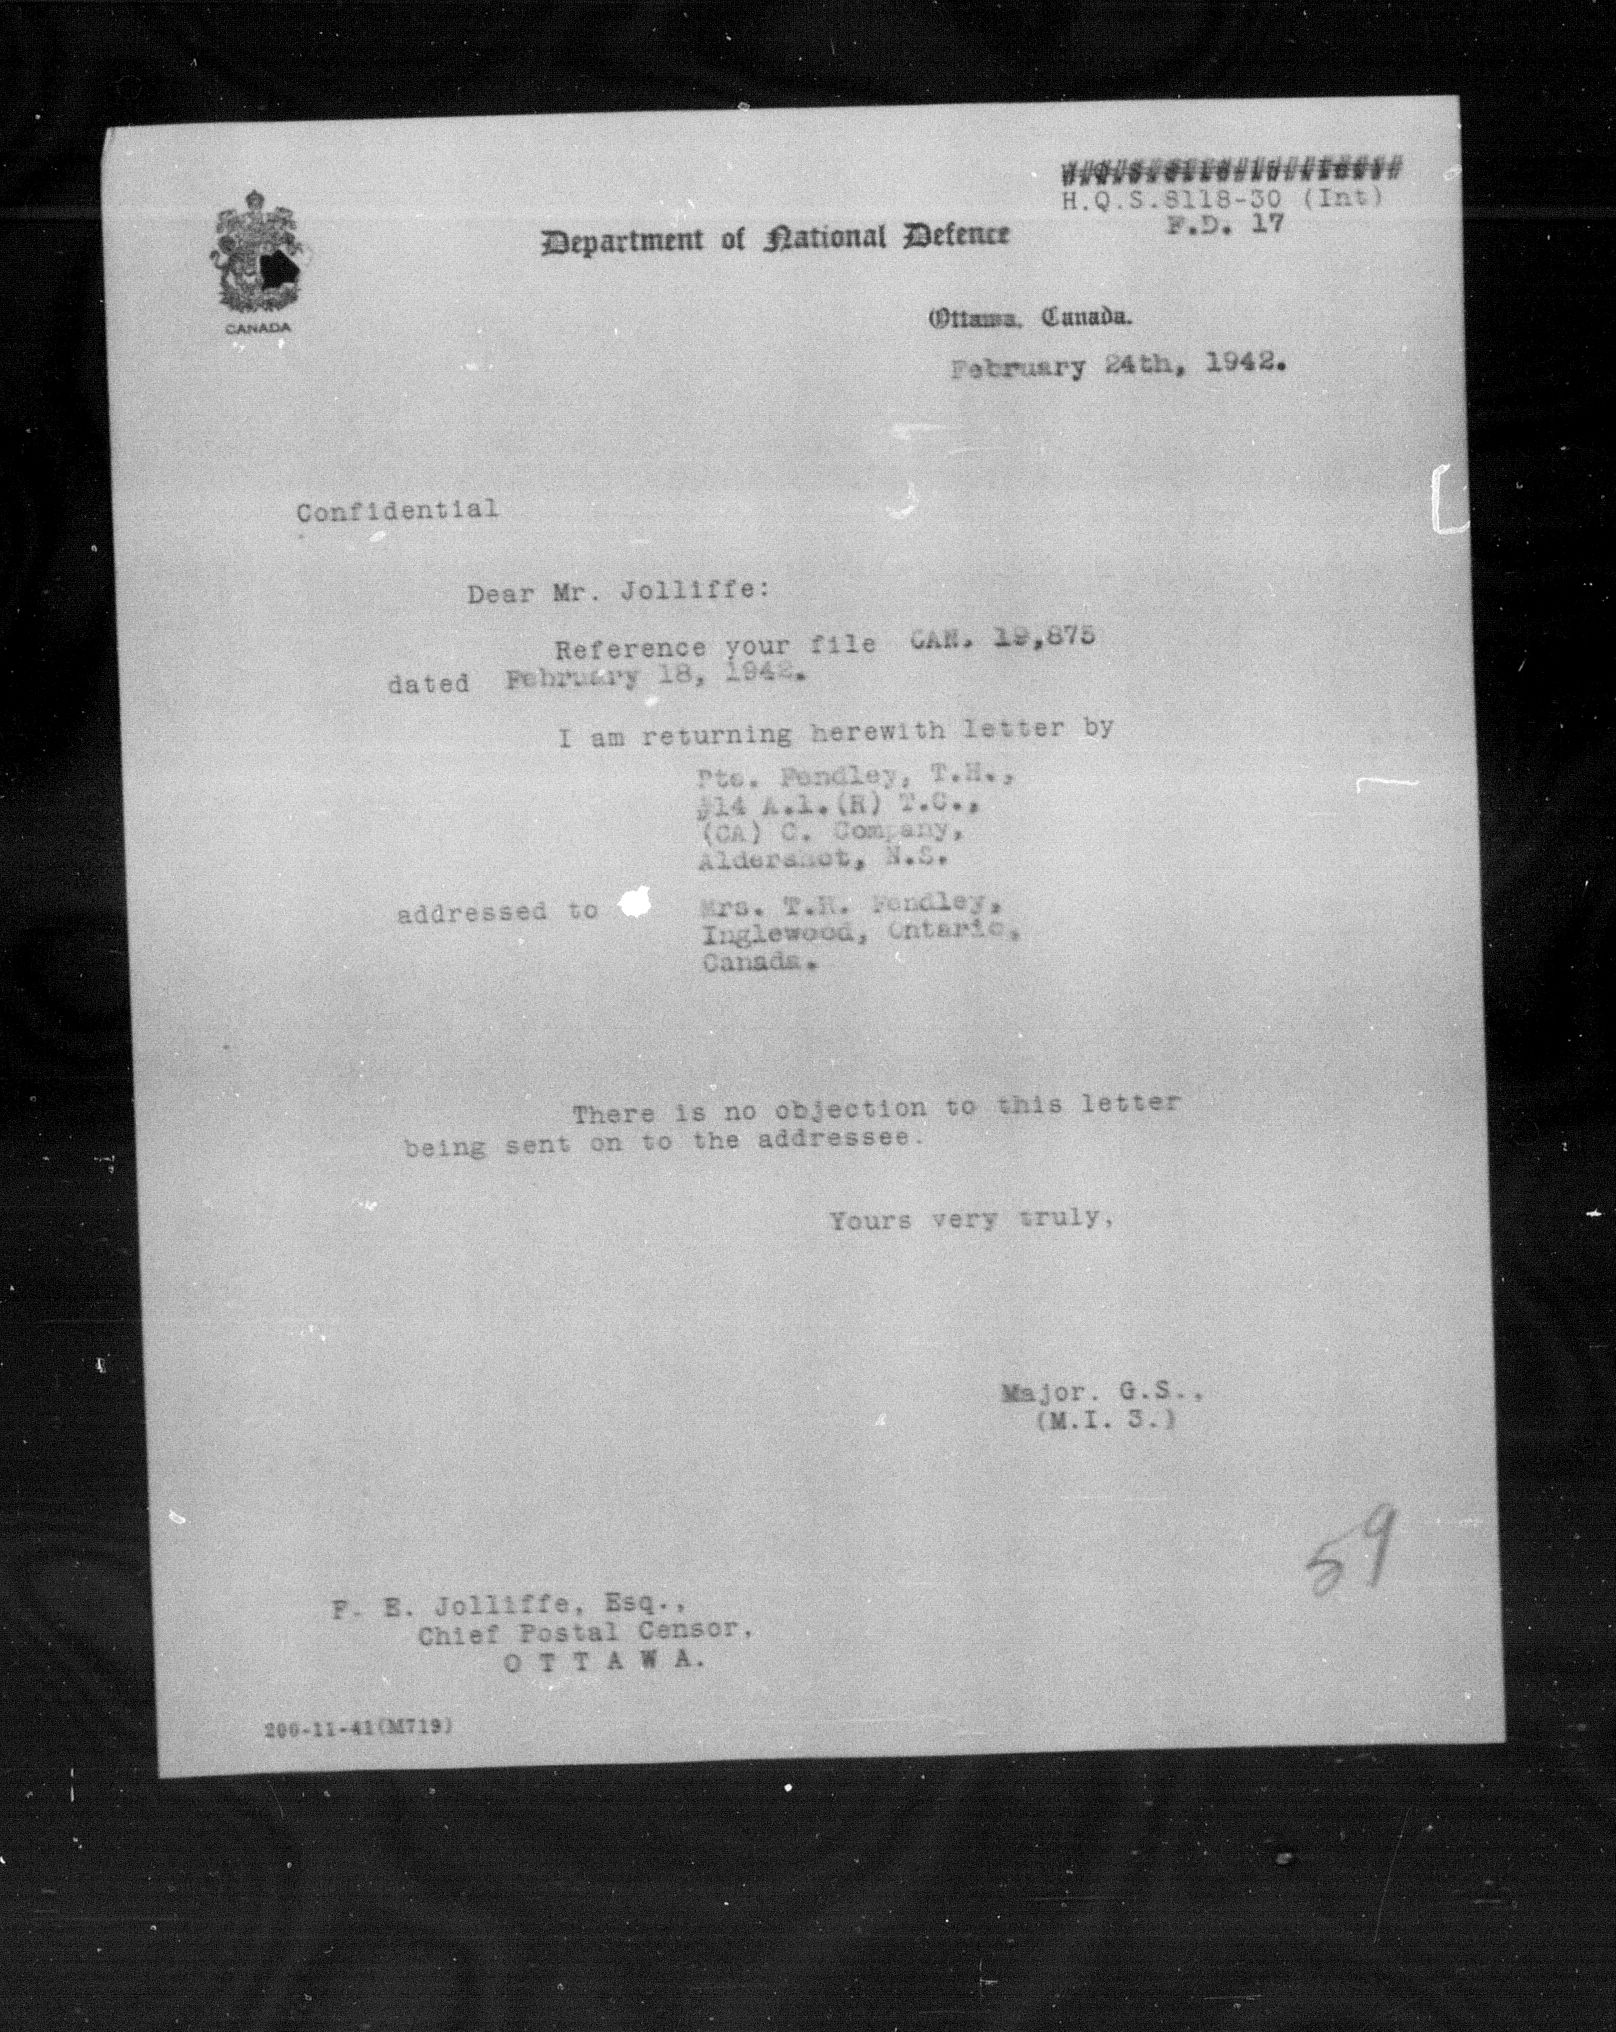 H.Q.S.8118-30 (Int)
F.D. 17
Department of National Defence
CANADA
Ottawa, Canada.
February 24th, 1942.
Confidential
Dear Mr. Jolliffe:
Reference your file CAN. 19,875
dated February 18, 1942.
I am returning herewith letter by
Pte. Fendley, T.H.,
#14 A.1.(R) T.C.,
(CA) C. Company,
Aldershot, N.S.
addressed to Mrs. T.H. Fendley,
Inglewood, Ontario,
Canada.
There is no objection to this letter
being sent on to the addressee.
Yours very truly,
Major. G.S.,
(M.I. 3.)
59
F. E. Jolliffe, Esq.,
Chief Postal Censor,
O T T A W A.
200-11-41(M719)